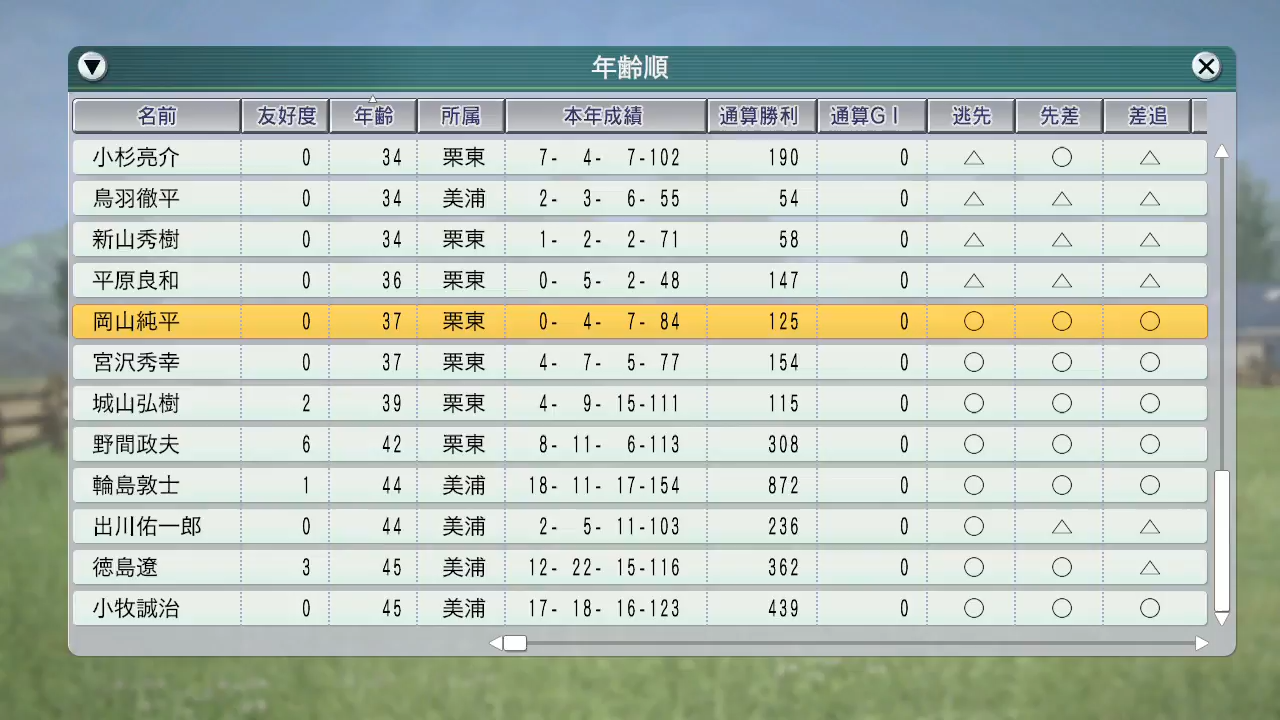 年齢順
名前 友好度 年齢 所属 本年成績 通算勝利 通算GⅠ 逃先 先差 差追
小杉亮介 0 34 栗東 7- 4- 7-102 190 0 △ ○ △
鳥羽徹平 0 34 美浦 2- 3- 6- 55 54 0 △ △ △
新山秀樹 0 34 栗東 1- 2- 2- 71 58 0 △ △ △
平原良和 0 36 栗東 0- 5- 2- 48 147 0 △ △ △
岡山純平 0 37 栗東 0- 4- 7- 84 125 0 ○ ○ ○
宮沢秀幸 0 37 栗東 4- 7- 5- 77 154 0 ○ ○ ○
城山弘樹 2 39 栗東 4- 9- 15-111 115 0 ○ ○ ○
野間政夫 6 42 栗東 8- 11- 6-113 308 0 ○ ○ ○
輪島敦士 1 44 美浦 18- 11- 17-154 872 0 ○ ○ ○
出川佑一郎 0 44 美浦 2- 5- 11-103 236 0 ○ △ △
徳島遼 3 45 美浦 12- 22- 15-116 362 0 ○ ○ △
小牧誠治 0 45 美浦 17- 18- 16-123 439 0 ○ ○ ○